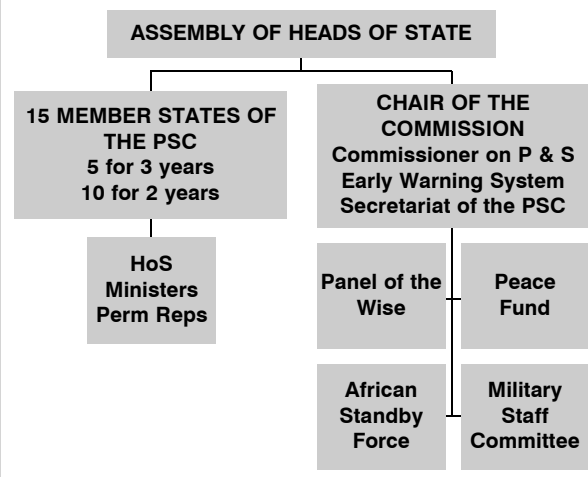 ASSEMBLY OF HEADS OF STATE
15 MEMBER STATES OF
THE PSC
5 for 3 years
10 for 2 years
CHAIR OF THE
COMMISSION
Commissioner on P & S
Early Warning System
Secretariat of the PSC
HoS
Ministers
Perm Reps
Panel of the
Wise
Peace
Fund
African
Standby
Force
Military
Staff
Committee